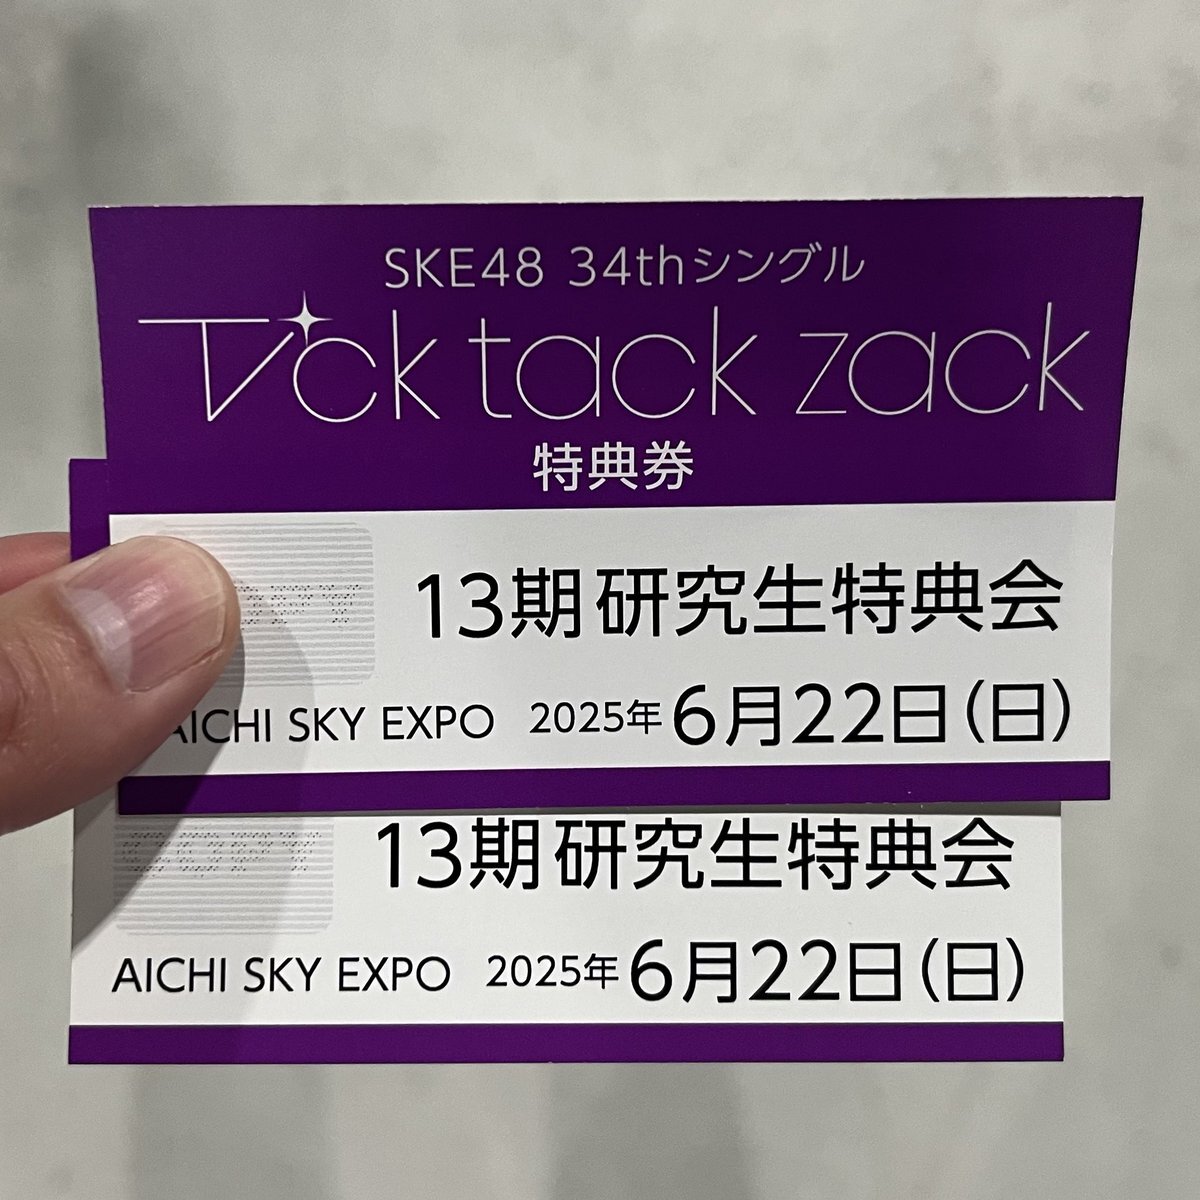 SKE48 34thシングル
Tick tack zack
特典券
13期研究生特典会
AICHI SKY EXPO 2025年6月22日(日)
13期研究生特典会
AICHI SKY EXPO 2025年6月22日(日)